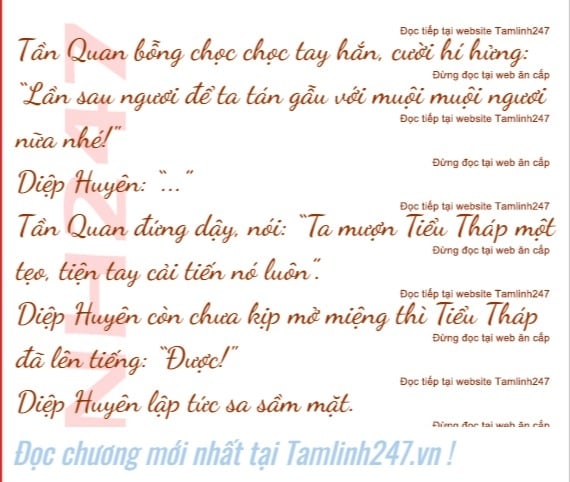 Đọc tiếp tại website Tamlinh247
Tần Quan bỗng chọc chọc tay hắn, cười hí hửng:
Đừng đọc tại web ăn cắp
“Lần sau ngươi để ta tán gẫu với muội muội ngươi
Đọc tiếp tại website Tamlinh247
nữa nhé!”
Đừng đọc tại web ăn cắp
Diệp Huyên: “...”
Đọc tiếp tại website Tamlinh247
Tần Quan đứng dậy, nói: “Ta mượn Tiểu Tháp một
Đừng đọc tại web ăn cắp
tẹo, tiện tay cải tiến nó luôn”.
Đọc tiếp tại website Tamlinh247
Diệp Huyên còn chưa kịp mở miệng thì Tiểu Tháp
Đừng đọc tại web ăn cắp
đã lên tiếng: “Được!”
Đọc tiếp tại website Tamlinh247
Diệp Huyên lập tức sa sầm mặt.
Đừng đọc tại web ăn cắp
NH247
Đọc chương mới nhất tại Tamlinh247.vn !